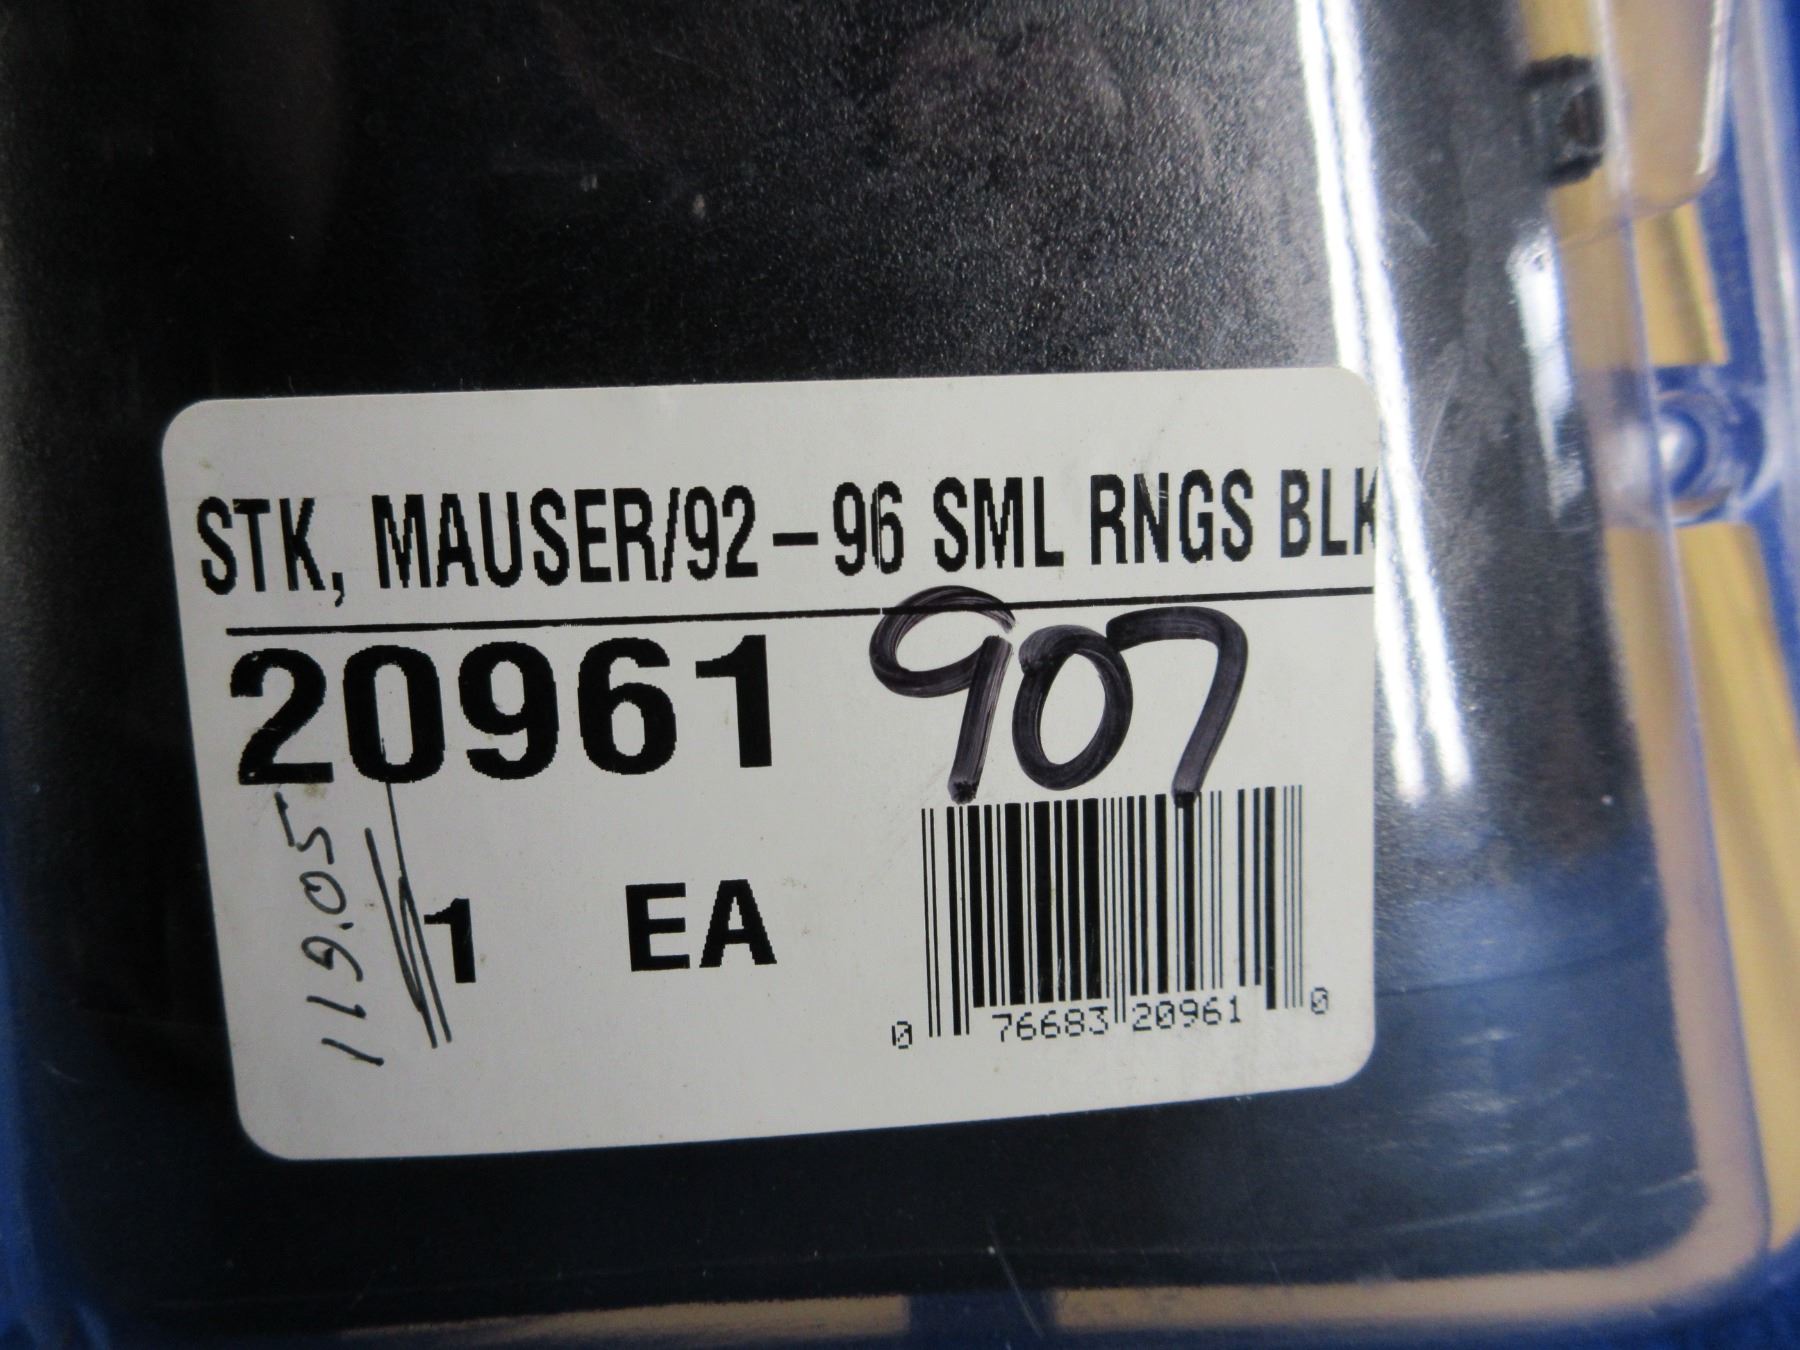 STK, MAUSER/92-96 SML RNGS BLK
20961 907
119.05
1 EA
0 76683 20961 0